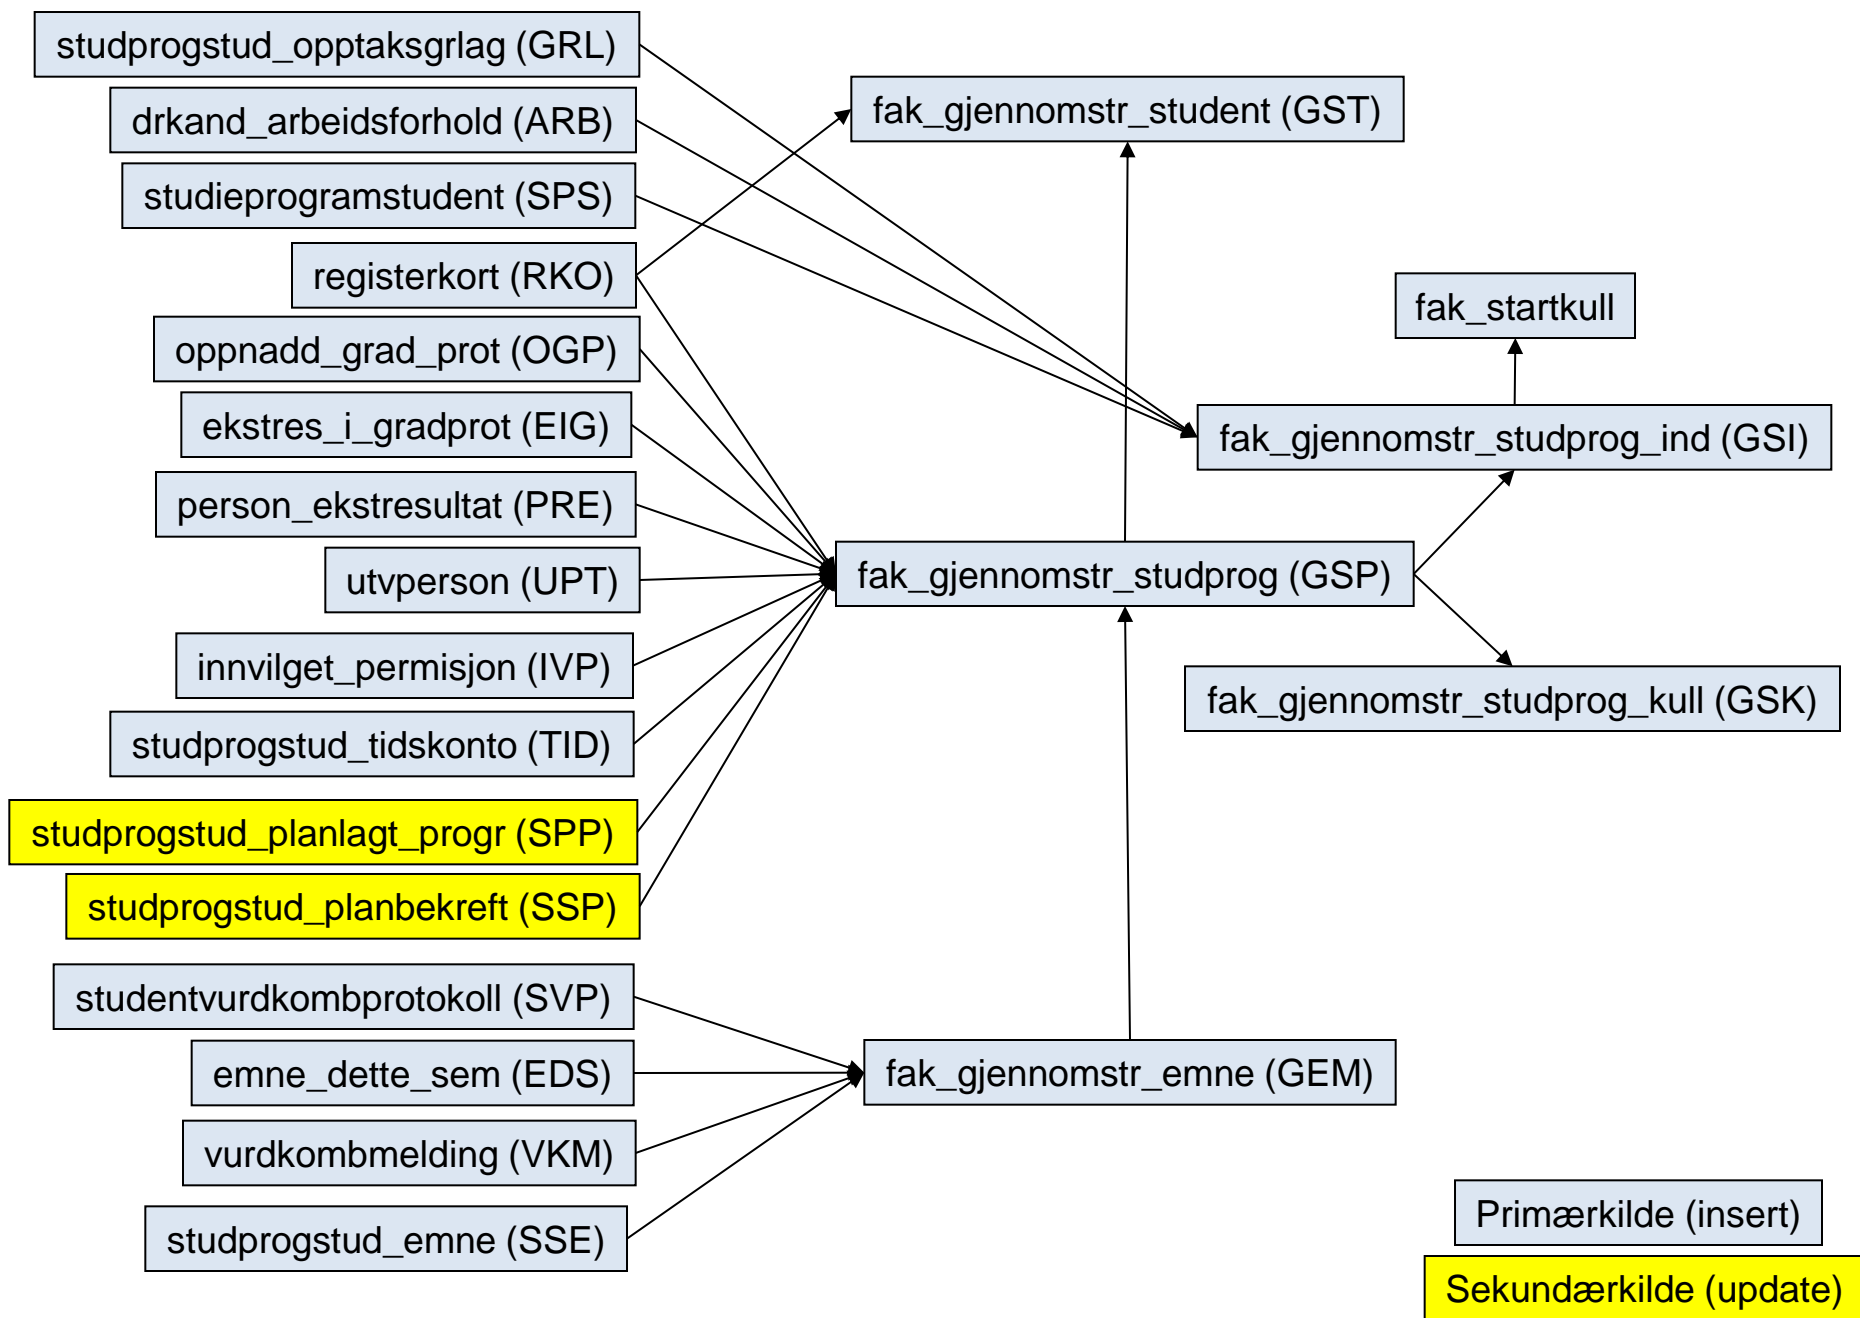 studprogstud_opptaksgrlag (GRL)
drkand_arbeidsforhold (ARB)
studieprogramstudent (SPS)
registerkort (RKO)
oppnadd_grad_prot (OGP)
ekstres_i_gradprot (EIG)
person_ekstresultat (PRE)
utvperson (UPT)
innvilget_permisjon (IVP)
studprogstud_tidskonto (TID)
studprogstud_planlagt_progr (SPP)
studprogstud_planbekreft (SSP)
studentvurdkombprotokoll (SVP)
emne_dette_sem (EDS)
vurdkombmelding (VKM)
studprogstud_emne (SSE)
fak_gjennomstr_student (GST)
fak_gjennomstr_studprog (GSP)
fak_gjennomstr_emne (GEM)
fak_startkull
fak_gjennomstr_studprog_ind (GSI)
fak_gjennomstr_studprog_kull (GSK)
Primærkilde (insert)
Sekundærkilde (update)